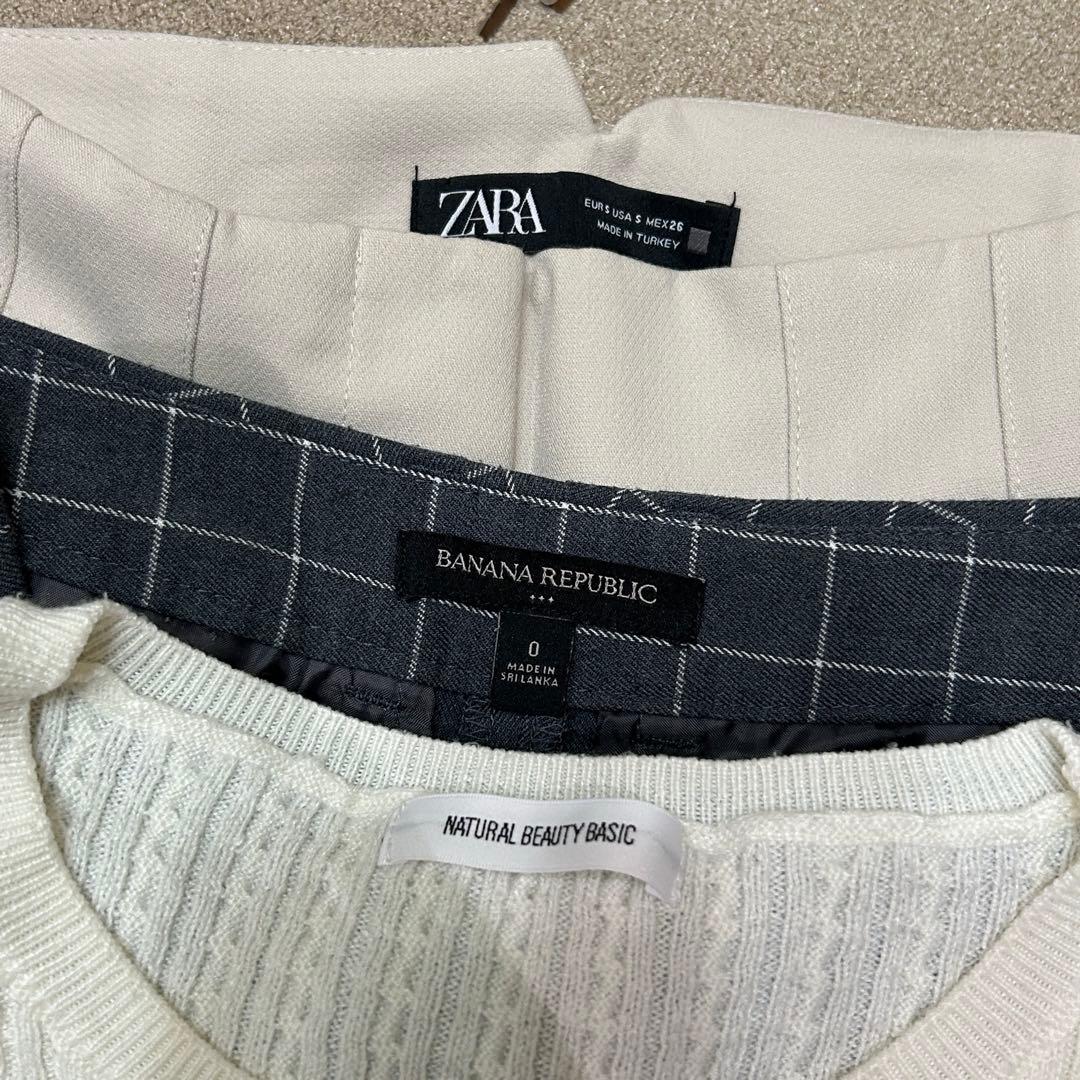 ZARA
EUR S USA S MEX 26
MADE IN TURKEY
BANANA REPUBLIC
0
MADE IN
SRI LANKA
NATURAL BEAUTY BASIC